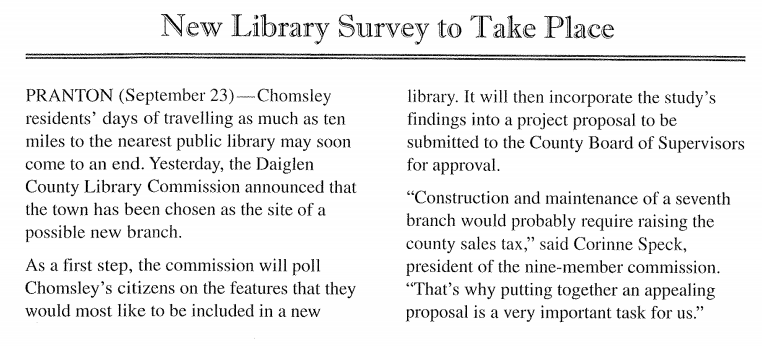 New Library Survey to Take Place
PRANTON (September 23)—Chomsley
residents' days of travelling as much as ten
miles to the nearest public library may soon
come to an end. Yesterday, the Daiglen
County Library Commission announced that
the town has been chosen as the site of a
possible new branch.
As a first step, the commission will poll
Chomsley's citizens on the features that they
would most like to be included in a new
library. It will then incorporate the study's
findings into a project proposal to be
submitted to the County Board of Supervisors
for approval.
“Construction and maintenance of a seventh
branch would probably require raising the
county sales tax,” said Corinne Speck,
president of the nine-member commission.
“That's why putting together an appealing
proposal is a very important task for us.”